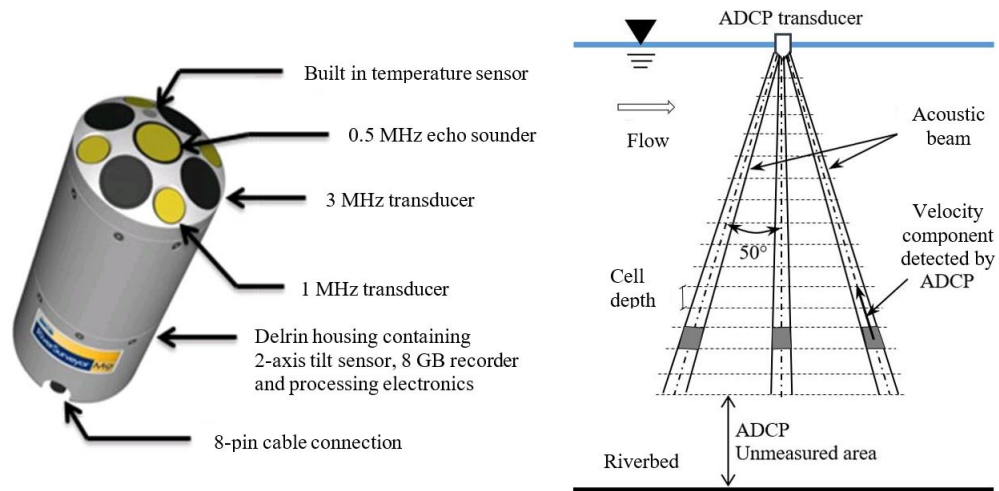 Built in temperature sensor
0.5 MHz echo sounder
3 MHz transducer
1 MHz transducer
Delrin housing containing
2-axis tilt sensor, 8 GB recorder
and processing electronics
8-pin cable connection
ADCP transducer
Flow
Acoustic
beam
Velocity
component
detected by
ADCP
50°
Cell
depth
ADCP
Unmeasured area
Riverbed